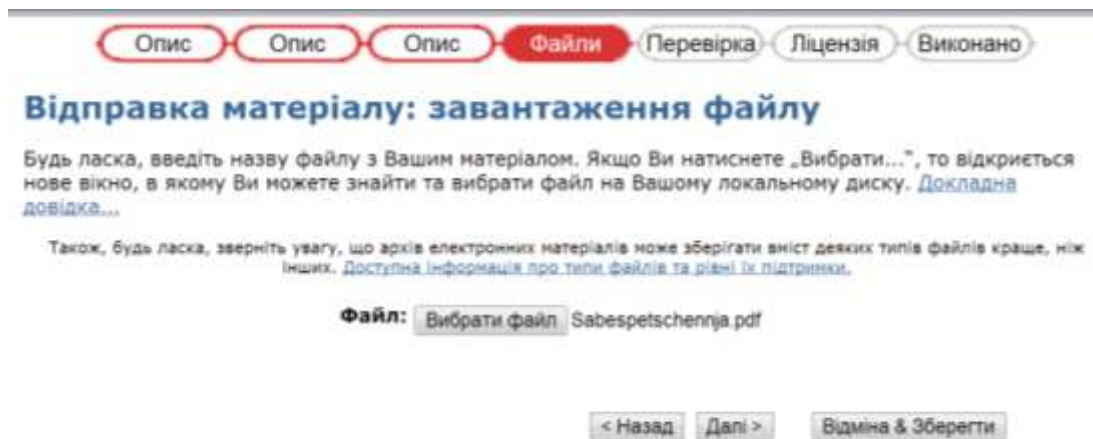 Опис Опис Опис Файли Перевірка Ліцензія Виконано
Відправка матеріалу: завантаження файлу
Будь ласка, введіть назву файлу з Вашим матеріалом. Якщо Ви натиснете „Вибрати...“, то відкриється
нове вікно, в якому Ви можете знайти та вибрати файл на Вашому локальному диску. Докладна
довідка...
Також, будь ласка, зверніть увагу, що архів електронних матеріалів може зберігати вміст деяких типів файлів краще, ніж
інших. Доступна інформація про типи файлів та рівні їх підтримки.
Файл: Вибрати файл Sabespetschennja.pdf
< Назад Далі > Відміна & Зберегти